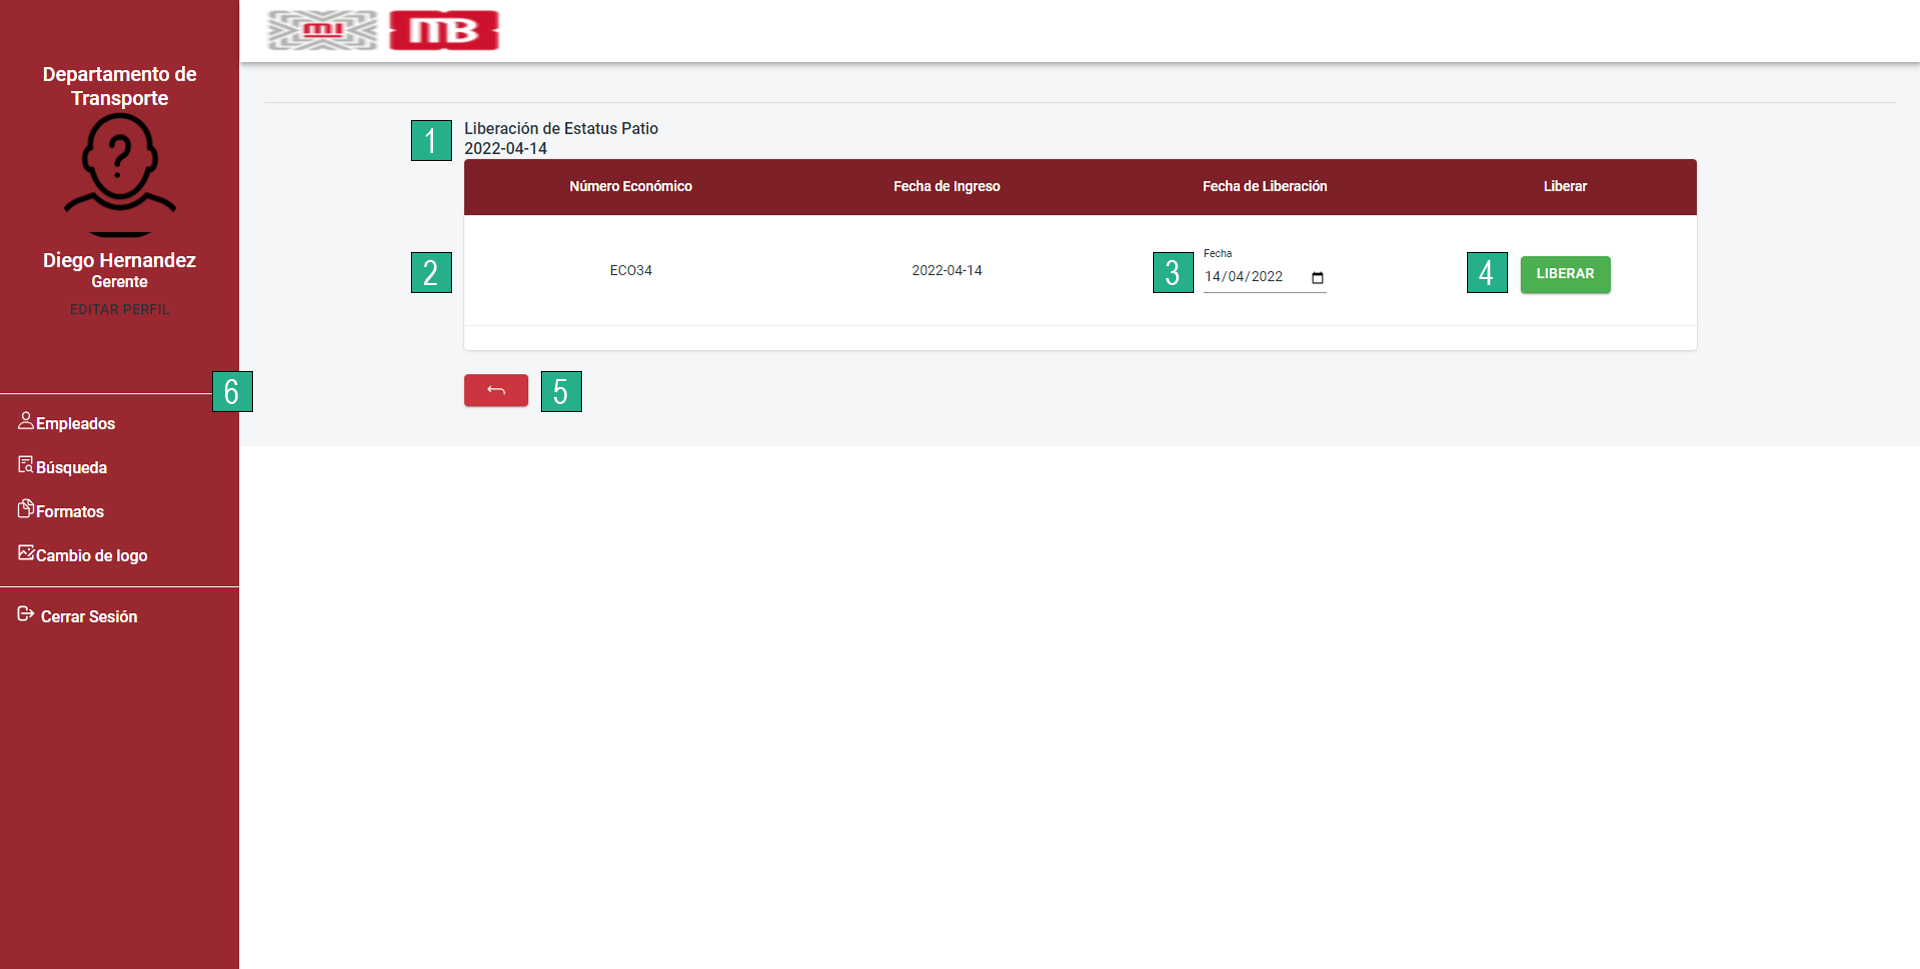 MI MB
Departamento de
Transporte
?
Diego Hernandez
Gerente
EDITAR PERFIL
6
Empleados
Búsqueda
Formatos
Cambio de logo
Cerrar Sesión
1
Liberación de Estatus Patio
2022-04-14
Número Económico Fecha de Ingreso Fecha de Liberación Liberar
Fecha
2 ECO34 2022-04-14 3 14/04/2022 4 LIBERAR
5